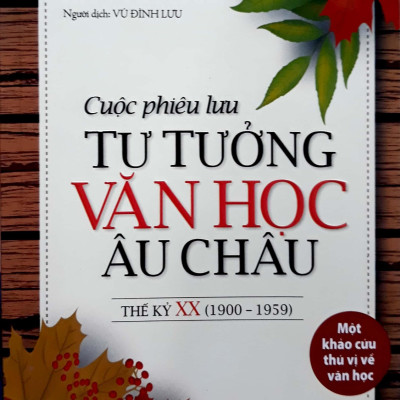 Người dịch: VŨ ĐÌNH LƯU
Cuộc phiêu lưu
TƯ TƯỞNG
VĂN HỌC
ÂU CHÂU
THẾ KỶ XX (1900 – 1959)
Một
khảo cứu
thú vị về
văn học